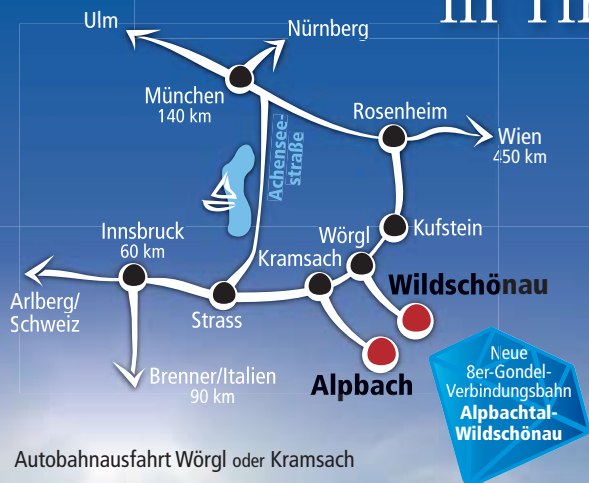 Ulm
Nürnberg
München
140 km
Rosenheim
Wien
450 km
Achensee-
straße
Innsbruck
60 km
Wörgl
Kufstein
Kramsach
Arlberg/
Schweiz
Strass
Wildschönau
Brenner/Italien
90 km
Alpbach
Neue
8er-Gondel-
Verbindungsbahn
Alpbachtal-
Wildschönau
Autobahnausfahrt Wörgl oder Kramsach